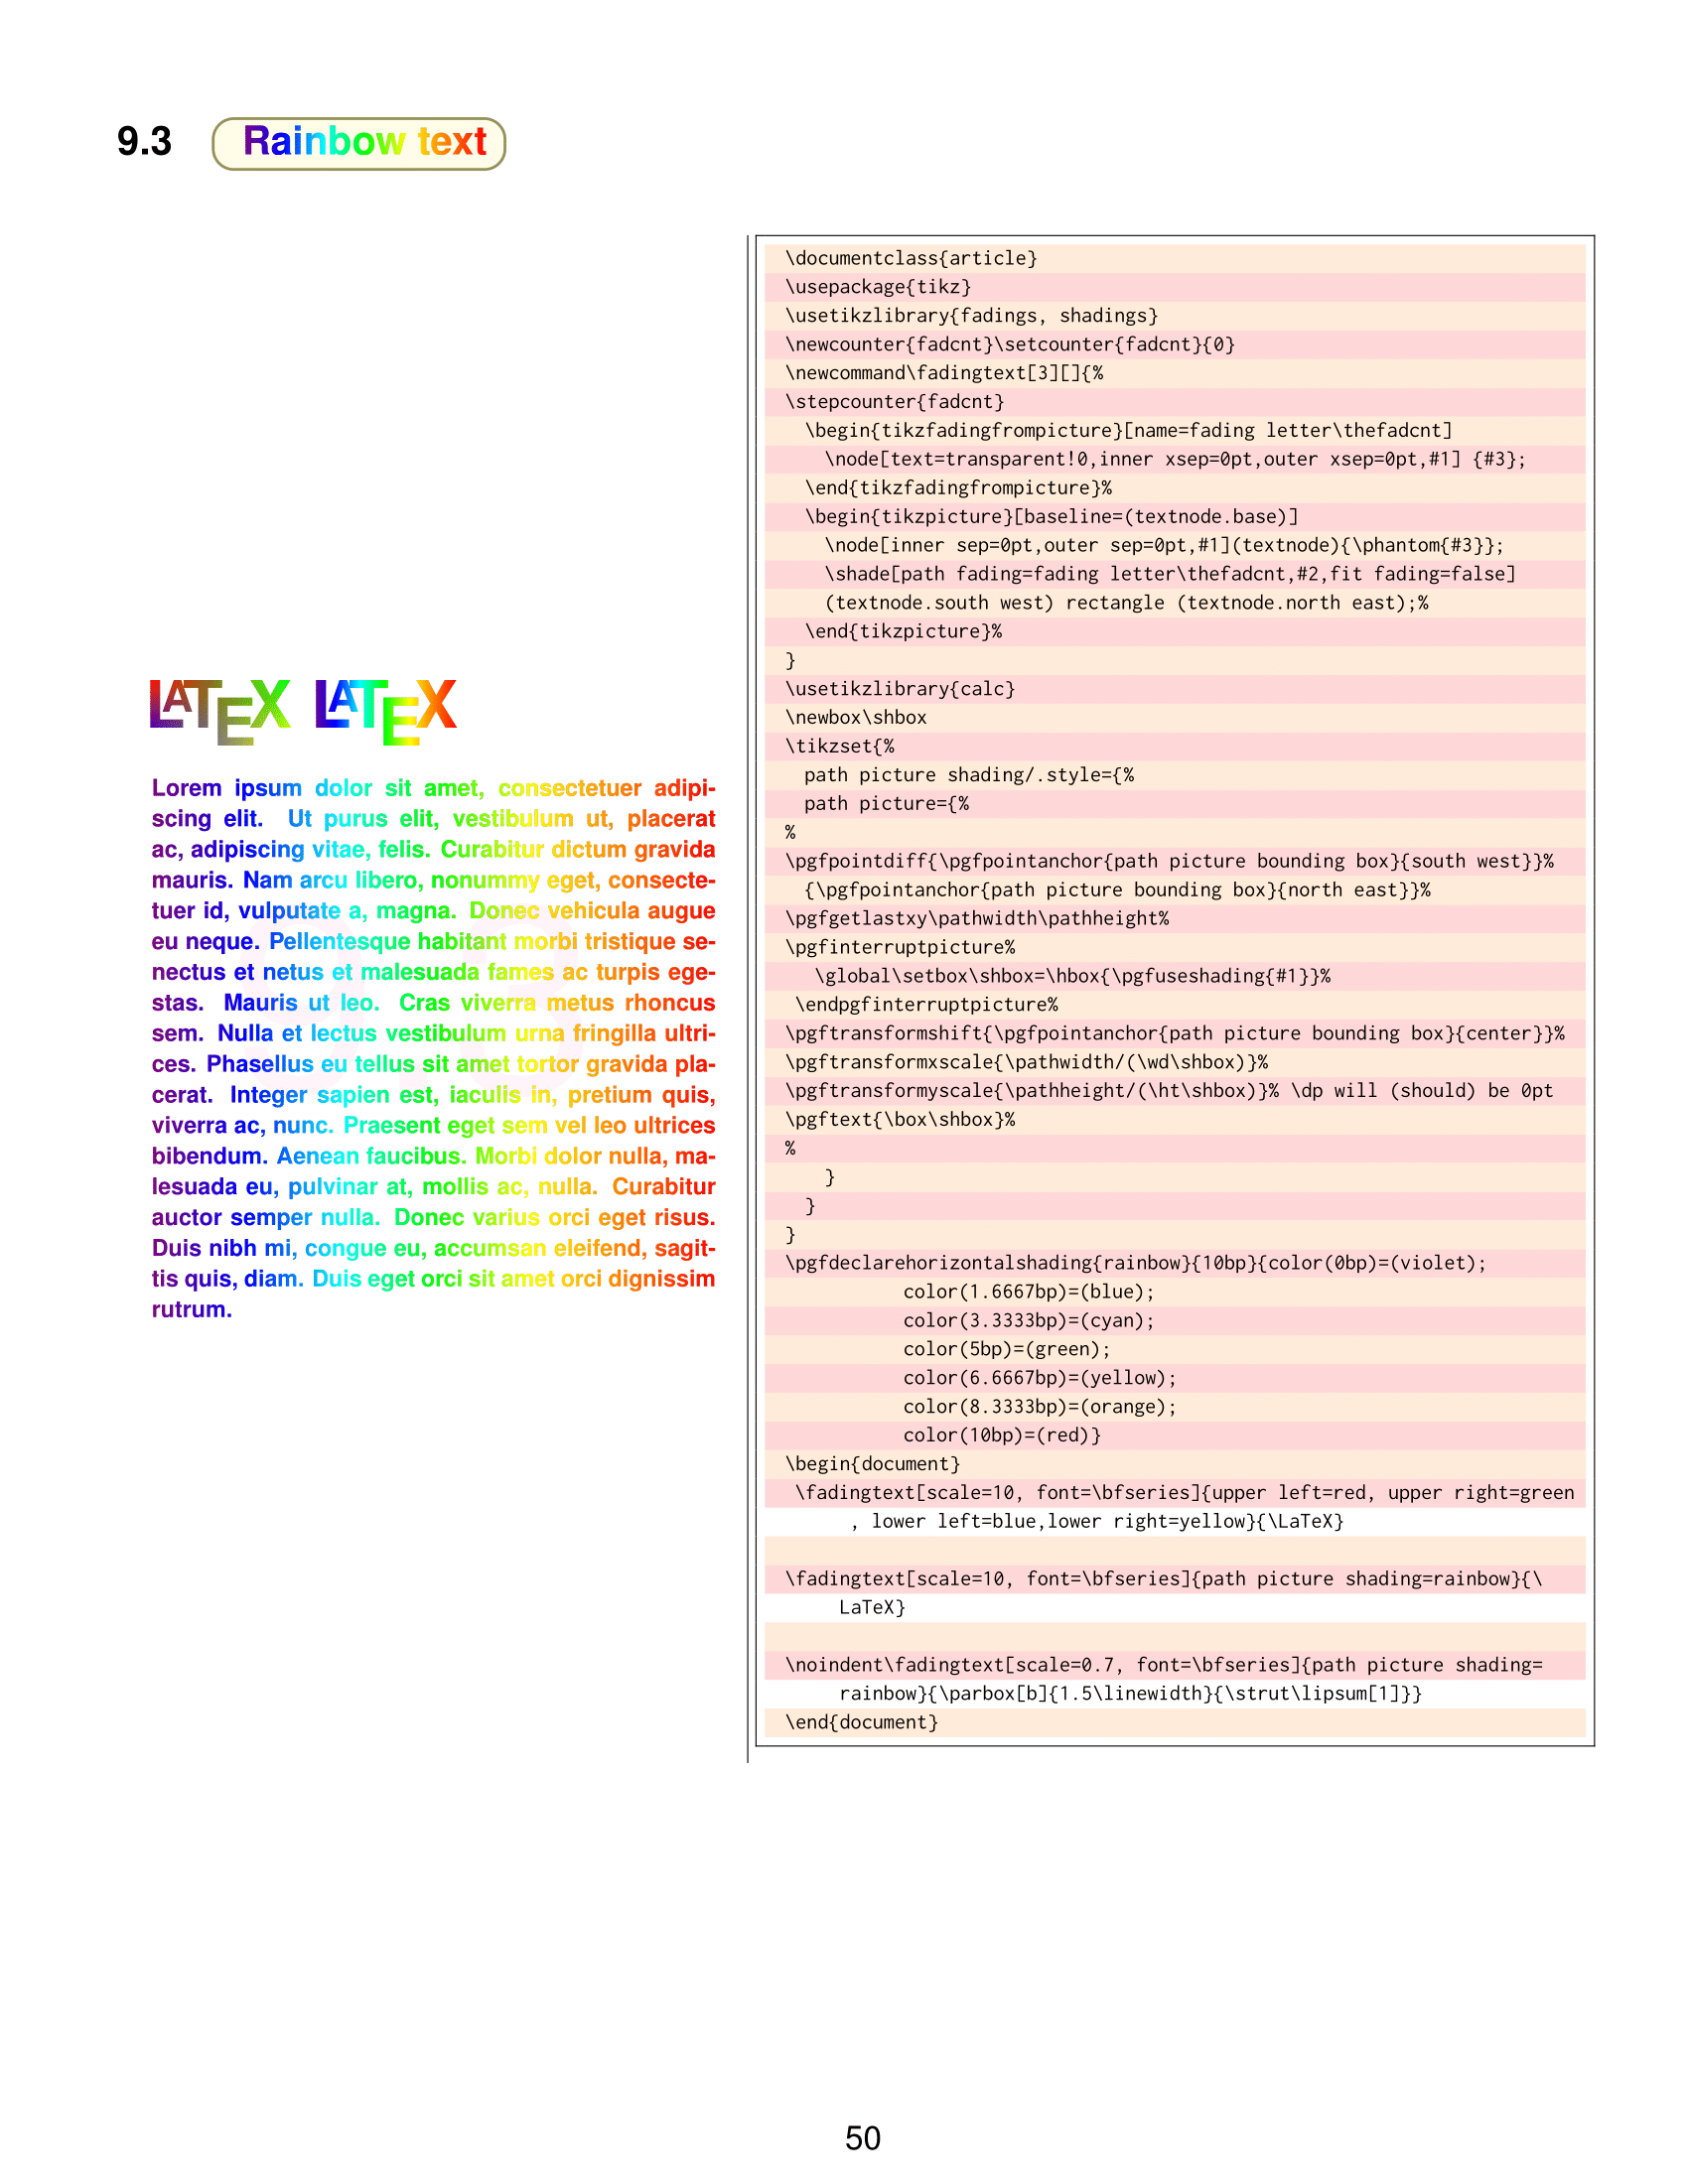 9.3 Rainbow text
LATEX LATEX
Lorem ipsum dolor sit amet, consectetuer adipi-
scing elit. Ut purus elit, vestibulum ut, placerat
ac, adipiscing vitae, felis. Curabitur dictum gravida
mauris. Nam arcu libero, nonummy eget, consecte-
tuer id, vulputate a, magna. Donec vehicula augue
eu neque. Pellentesque habitant morbi tristique se-
nectus et netus et malesuada fames ac turpis ege-
stas. Mauris ut leo. Cras viverra metus rhoncus
sem. Nulla et lectus vestibulum urna fringilla ultri-
ces. Phasellus eu tellus sit amet tortor gravida pla-
cerat. Integer sapien est, iaculis in, pretium quis,
viverra ac, nunc. Praesent eget sem vel leo ultrices
bibendum. Aenean faucibus. Morbi dolor nulla, ma-
lesuada eu, pulvinar at, mollis ac, nulla. Curabitur
auctor semper nulla. Donec varius orci eget risus.
Duis nibh mi, congue eu, accumsan eleifend, sagit-
tis quis, diam. Duis eget orci sit amet orci dignissim
rutrum.
\documentclass{article}
\usepackage{tikz}
\usetikzlibrary{fadings, shadings}
\newcounter{fadcnt}\setcounter{fadcnt}{0}
\newcommand\fadingtext[3][]{%
\stepcounter{fadcnt}
\begin{tikzfadingfrompicture}[name=fading letter\thefadcnt]
\node[text=transparent!0,inner xsep=0pt,outer xsep=0pt,#1] {#3};
\end{tikzfadingfrompicture}%
\begin{tikzpicture}[baseline=(textnode.base)]
\node[inner sep=0pt,outer sep=0pt,#1](textnode){\phantom{#3}};
\shade[path fading=fading letter\thefadcnt,#2,fit fading=false]
(textnode.south west) rectangle (textnode.north east);%
\end{tikzpicture}%
}
\usetikzlibrary{calc}
\newbox\shbox
\tikzset{%
path picture shading/.style={%
path picture={%
%
\pgfpointdiff{\pgfpointanchor{path picture bounding box}{south west}}%
{\pgfpointanchor{path picture bounding box}{north east}}%
\pgfgetlastxy\pathwidth\pathheight%
\pgfinterruptpicture%
\global\setbox\shbox=\hbox{\pgfuseshading{#1}}%
\endpgfinterruptpicture%
\pgftransformshift{\pgfpointanchor{path picture bounding box}{center}}%
\pgftransformxscale{\pathwidth/(\wd\shbox)}%
\pgftransformyscale{\pathheight/(\ht\shbox)}% \dp will (should) be 0pt
\pgftext{\box\shbox}%
%
}
}
}
\pgfdeclarehorizontalshading{rainbow}{10bp}{color(0bp)=(violet);
color(1.6667bp)=(blue);
color(3.3333bp)=(cyan);
color(5bp)=(green);
color(6.6667bp)=(yellow);
color(8.3333bp)=(orange);
color(10bp)=(red)}
\begin{document}
\fadingtext[scale=10, font=\bfseries]{upper left=red, upper right=green
, lower left=blue,lower right=yellow}{\LaTeX}
\fadingtext[scale=10, font=\bfseries]{path picture shading=rainbow}{\
LaTeX}
\noindent\fadingtext[scale=0.7, font=\bfseries]{path picture shading=
rainbow}{\parbox[b]{1.5\linewidth}{\strut\lipsum[1]}}
\end{document}
50